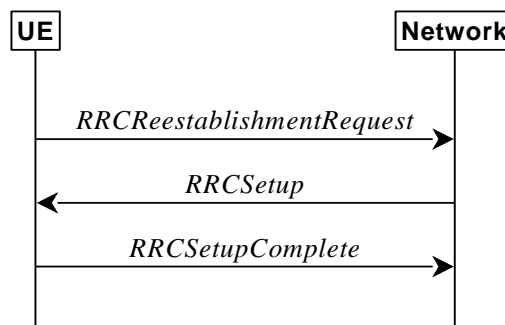 UE
Network
RRCReestablishmentRequest
RRCSetup
RRCSetupComplete